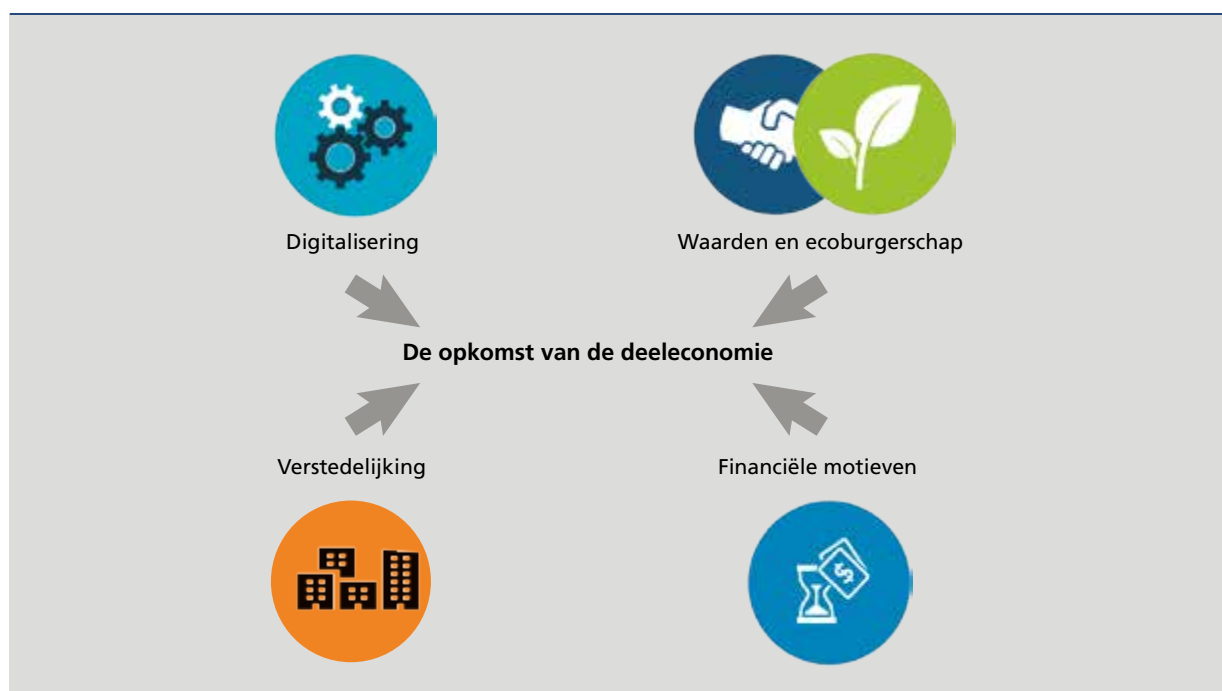 Digitalisering
Waarden en ecoburgerschap
De opkomst van de deeleconomie
Verstedelijking
Financiële motieven
$